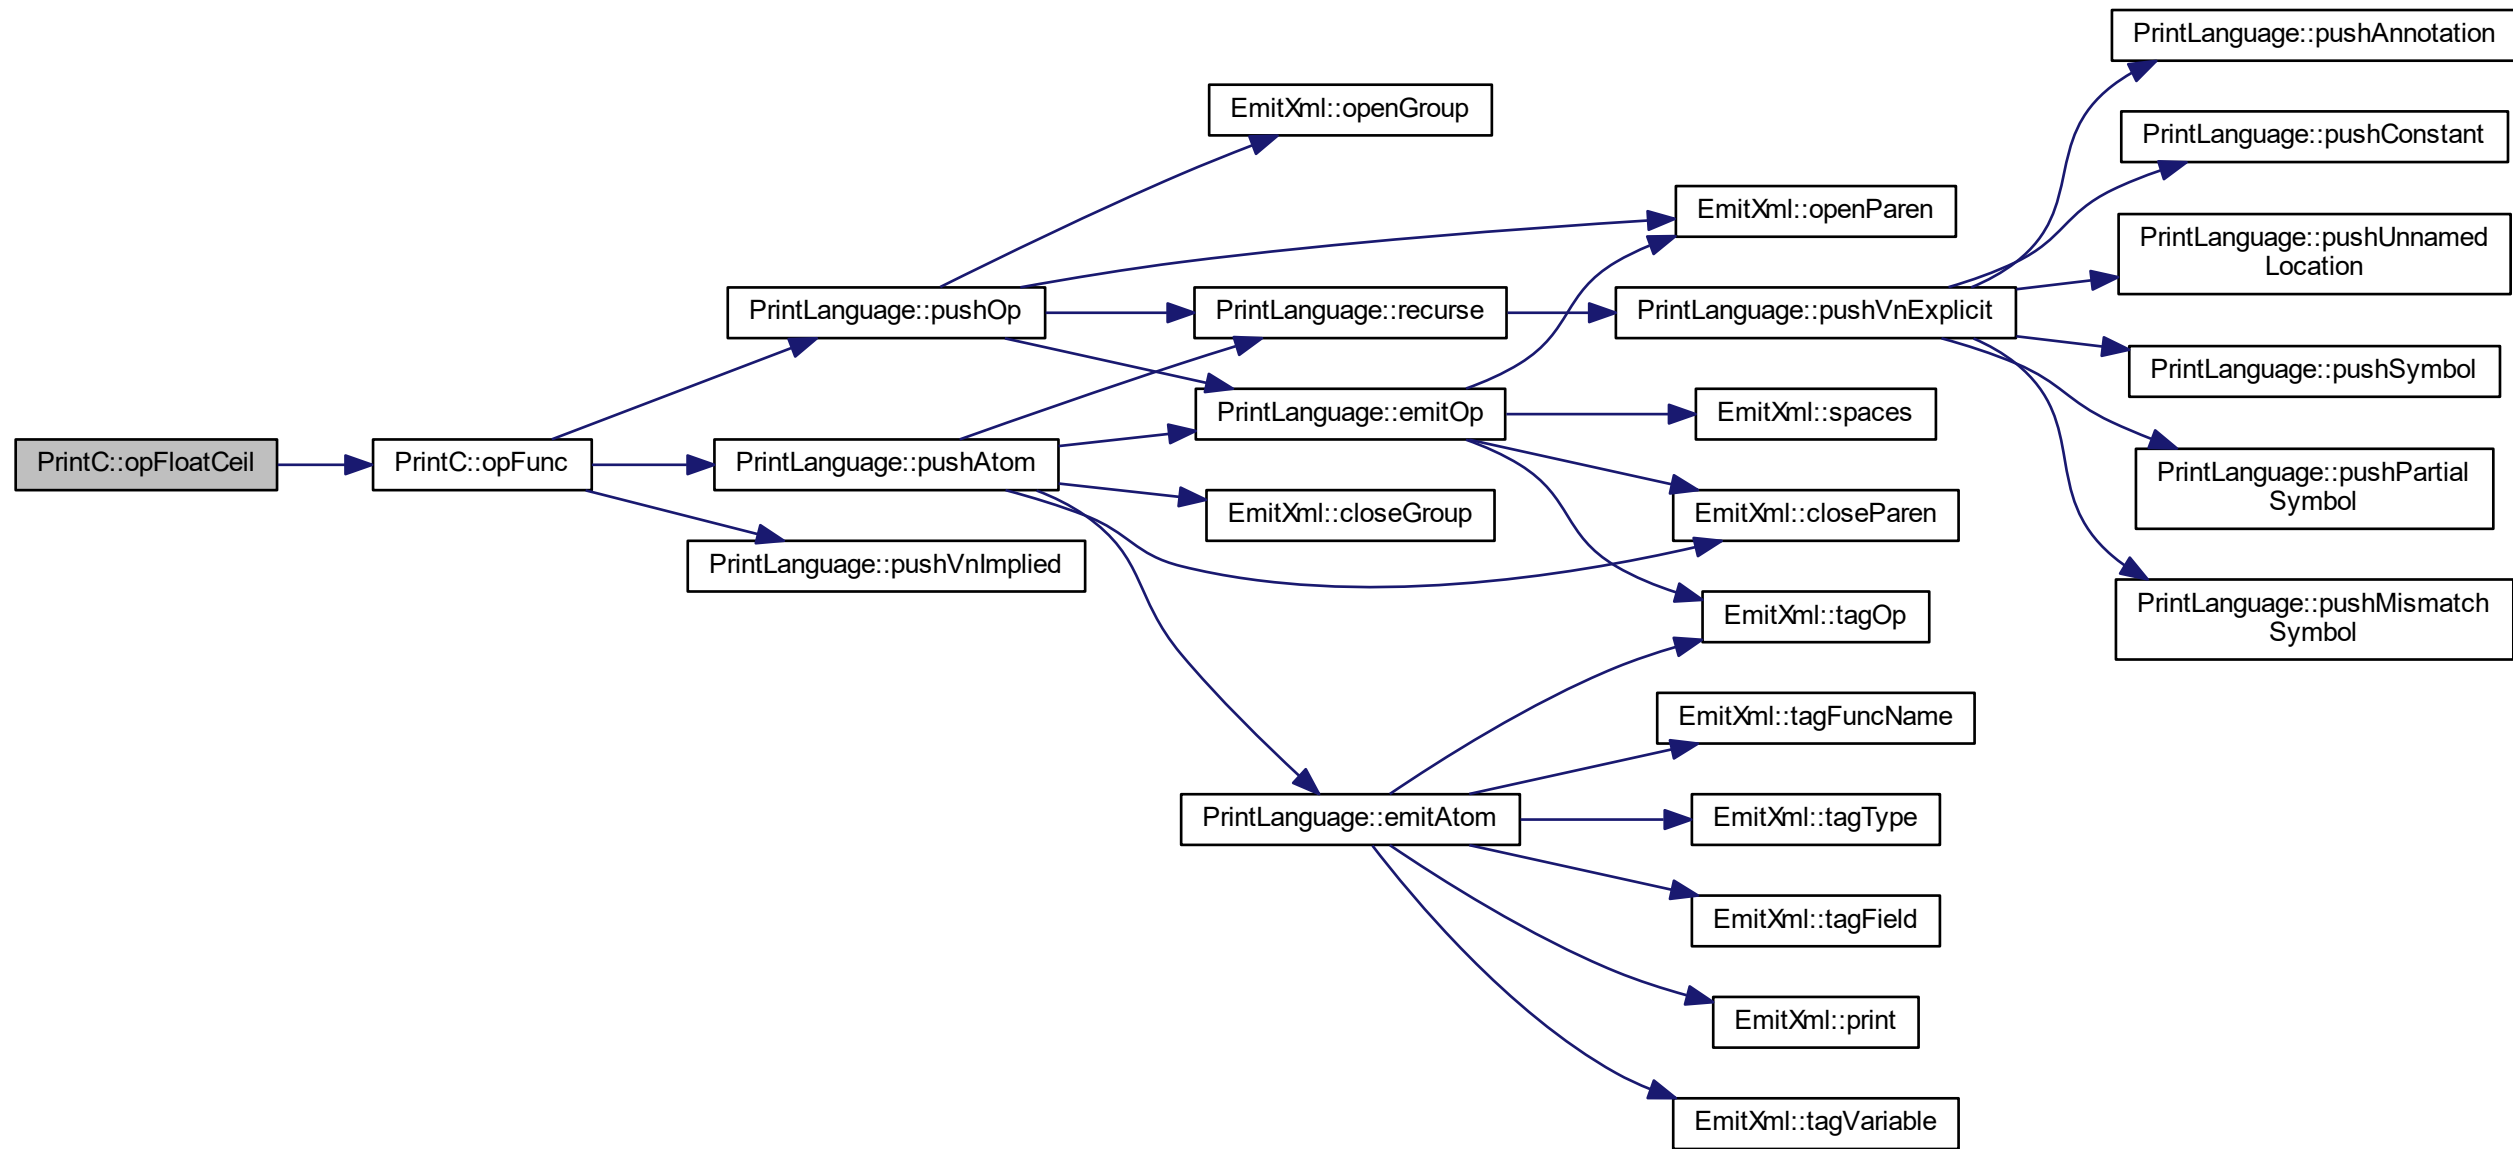 PrintLanguage::pushAnnotation
EmitXml::openGroup
PrintLanguage::pushConstant
EmitXml::openParen
PrintLanguage::pushUnnamed
Location
PrintLanguage::pushOp
PrintLanguage::recurse
PrintLanguage::pushVnExplicit
PrintLanguage::pushSymbol
PrintLanguage::emitOp
EmitXml::spaces
PrintC::opFloatCeil
PrintC::opFunc
PrintLanguage::pushAtom
PrintLanguage::pushPartial
Symbol
EmitXml::closeGroup
EmitXml::closeParen
PrintLanguage::pushVnImplied
EmitXml::tagOp
PrintLanguage::pushMismatch
Symbol
EmitXml::tagFuncName
PrintLanguage::emitAtom
EmitXml::tagType
EmitXml::tagField
EmitXml::print
EmitXml::tagVariable